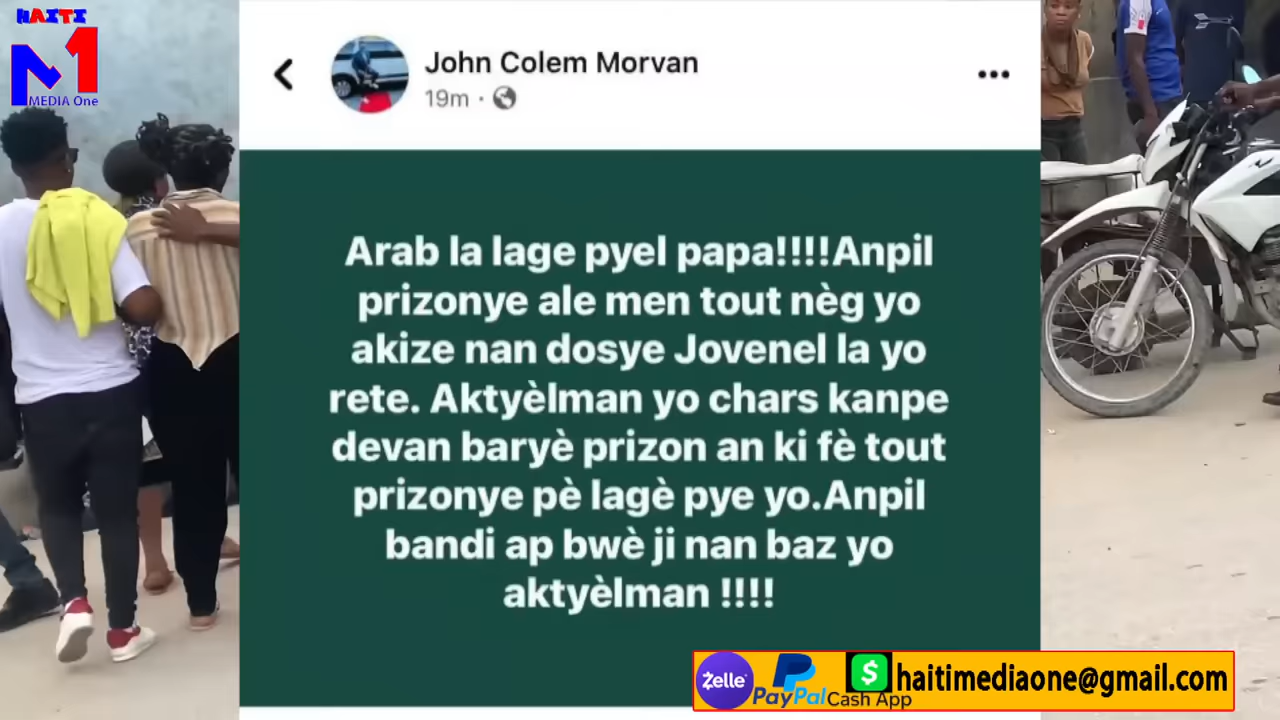 HAITI
M1
MEDIA One
John Colem Morvan
19m ·
Arab la lage pyel papa!!!!Anpil
prizonye ale men tout nèg yo
akize nan dosye Jovenel la yo
rete. Aktyèlman yo chars kanpe
devan baryè prizon an ki fè tout
prizonye pè lagè pye yo.Anpil
bandi ap bwè ji nan baz yo
aktyèlman !!!!
Zelle
PayPal
$
Cash App
haitimediaone@gmail.com